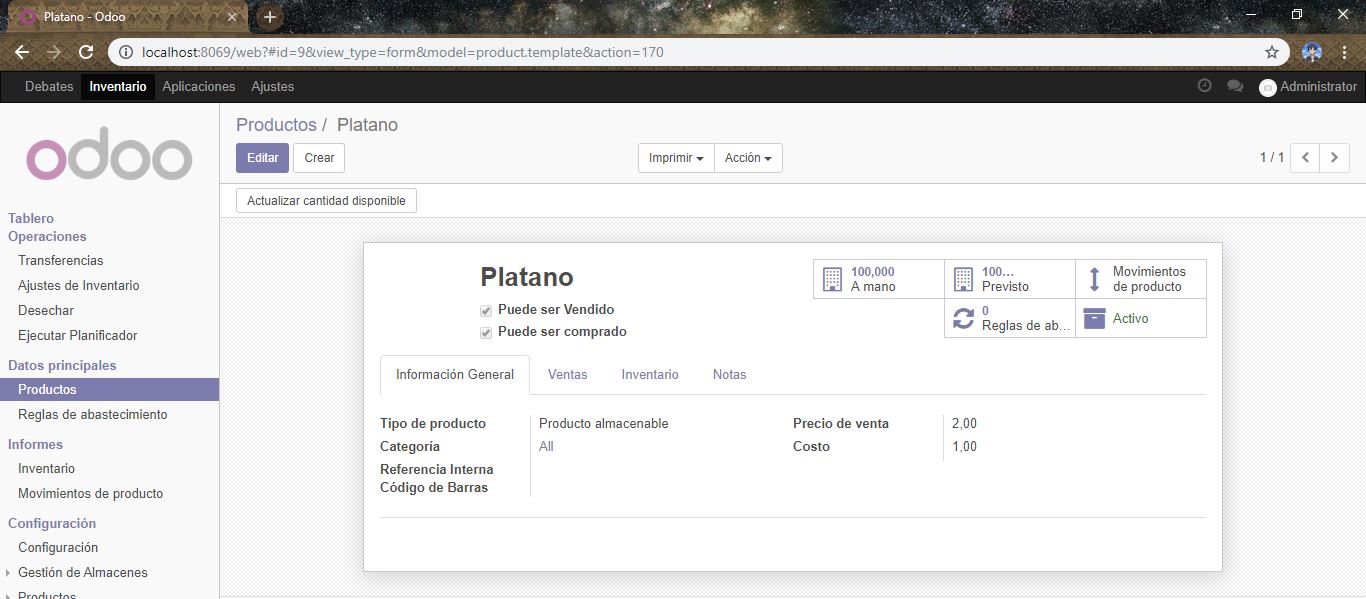 Platano - Odoo
localhost:8069/web?#id=9&view_type=form&model=product.template&action=170
Debates Inventario Aplicaciones Ajustes Administrator
odoo
Productos / Platano
Editar Crear Imprimir Acción 1 / 1
Actualizar cantidad disponible
Tablero
Operaciones
Transferencias
Ajustes de Inventario
Desechar
Ejecutar Planificador
Datos principales
Productos
Reglas de abastecimiento
Informes
Inventario
Movimientos de producto
Configuración
Configuración
Gestión de Almacenes
Productos
Platano
Puede ser Vendido
Puede ser comprado
100,000
A mano
100...
Previsto
Movimientos
de producto
0
Reglas de ab...
Activo
Información General Ventas Inventario Notas
Tipo de producto Producto almacenable
Categoría All
Referencia Interna
Código de Barras
Precio de venta 2,00
Costo 1,00